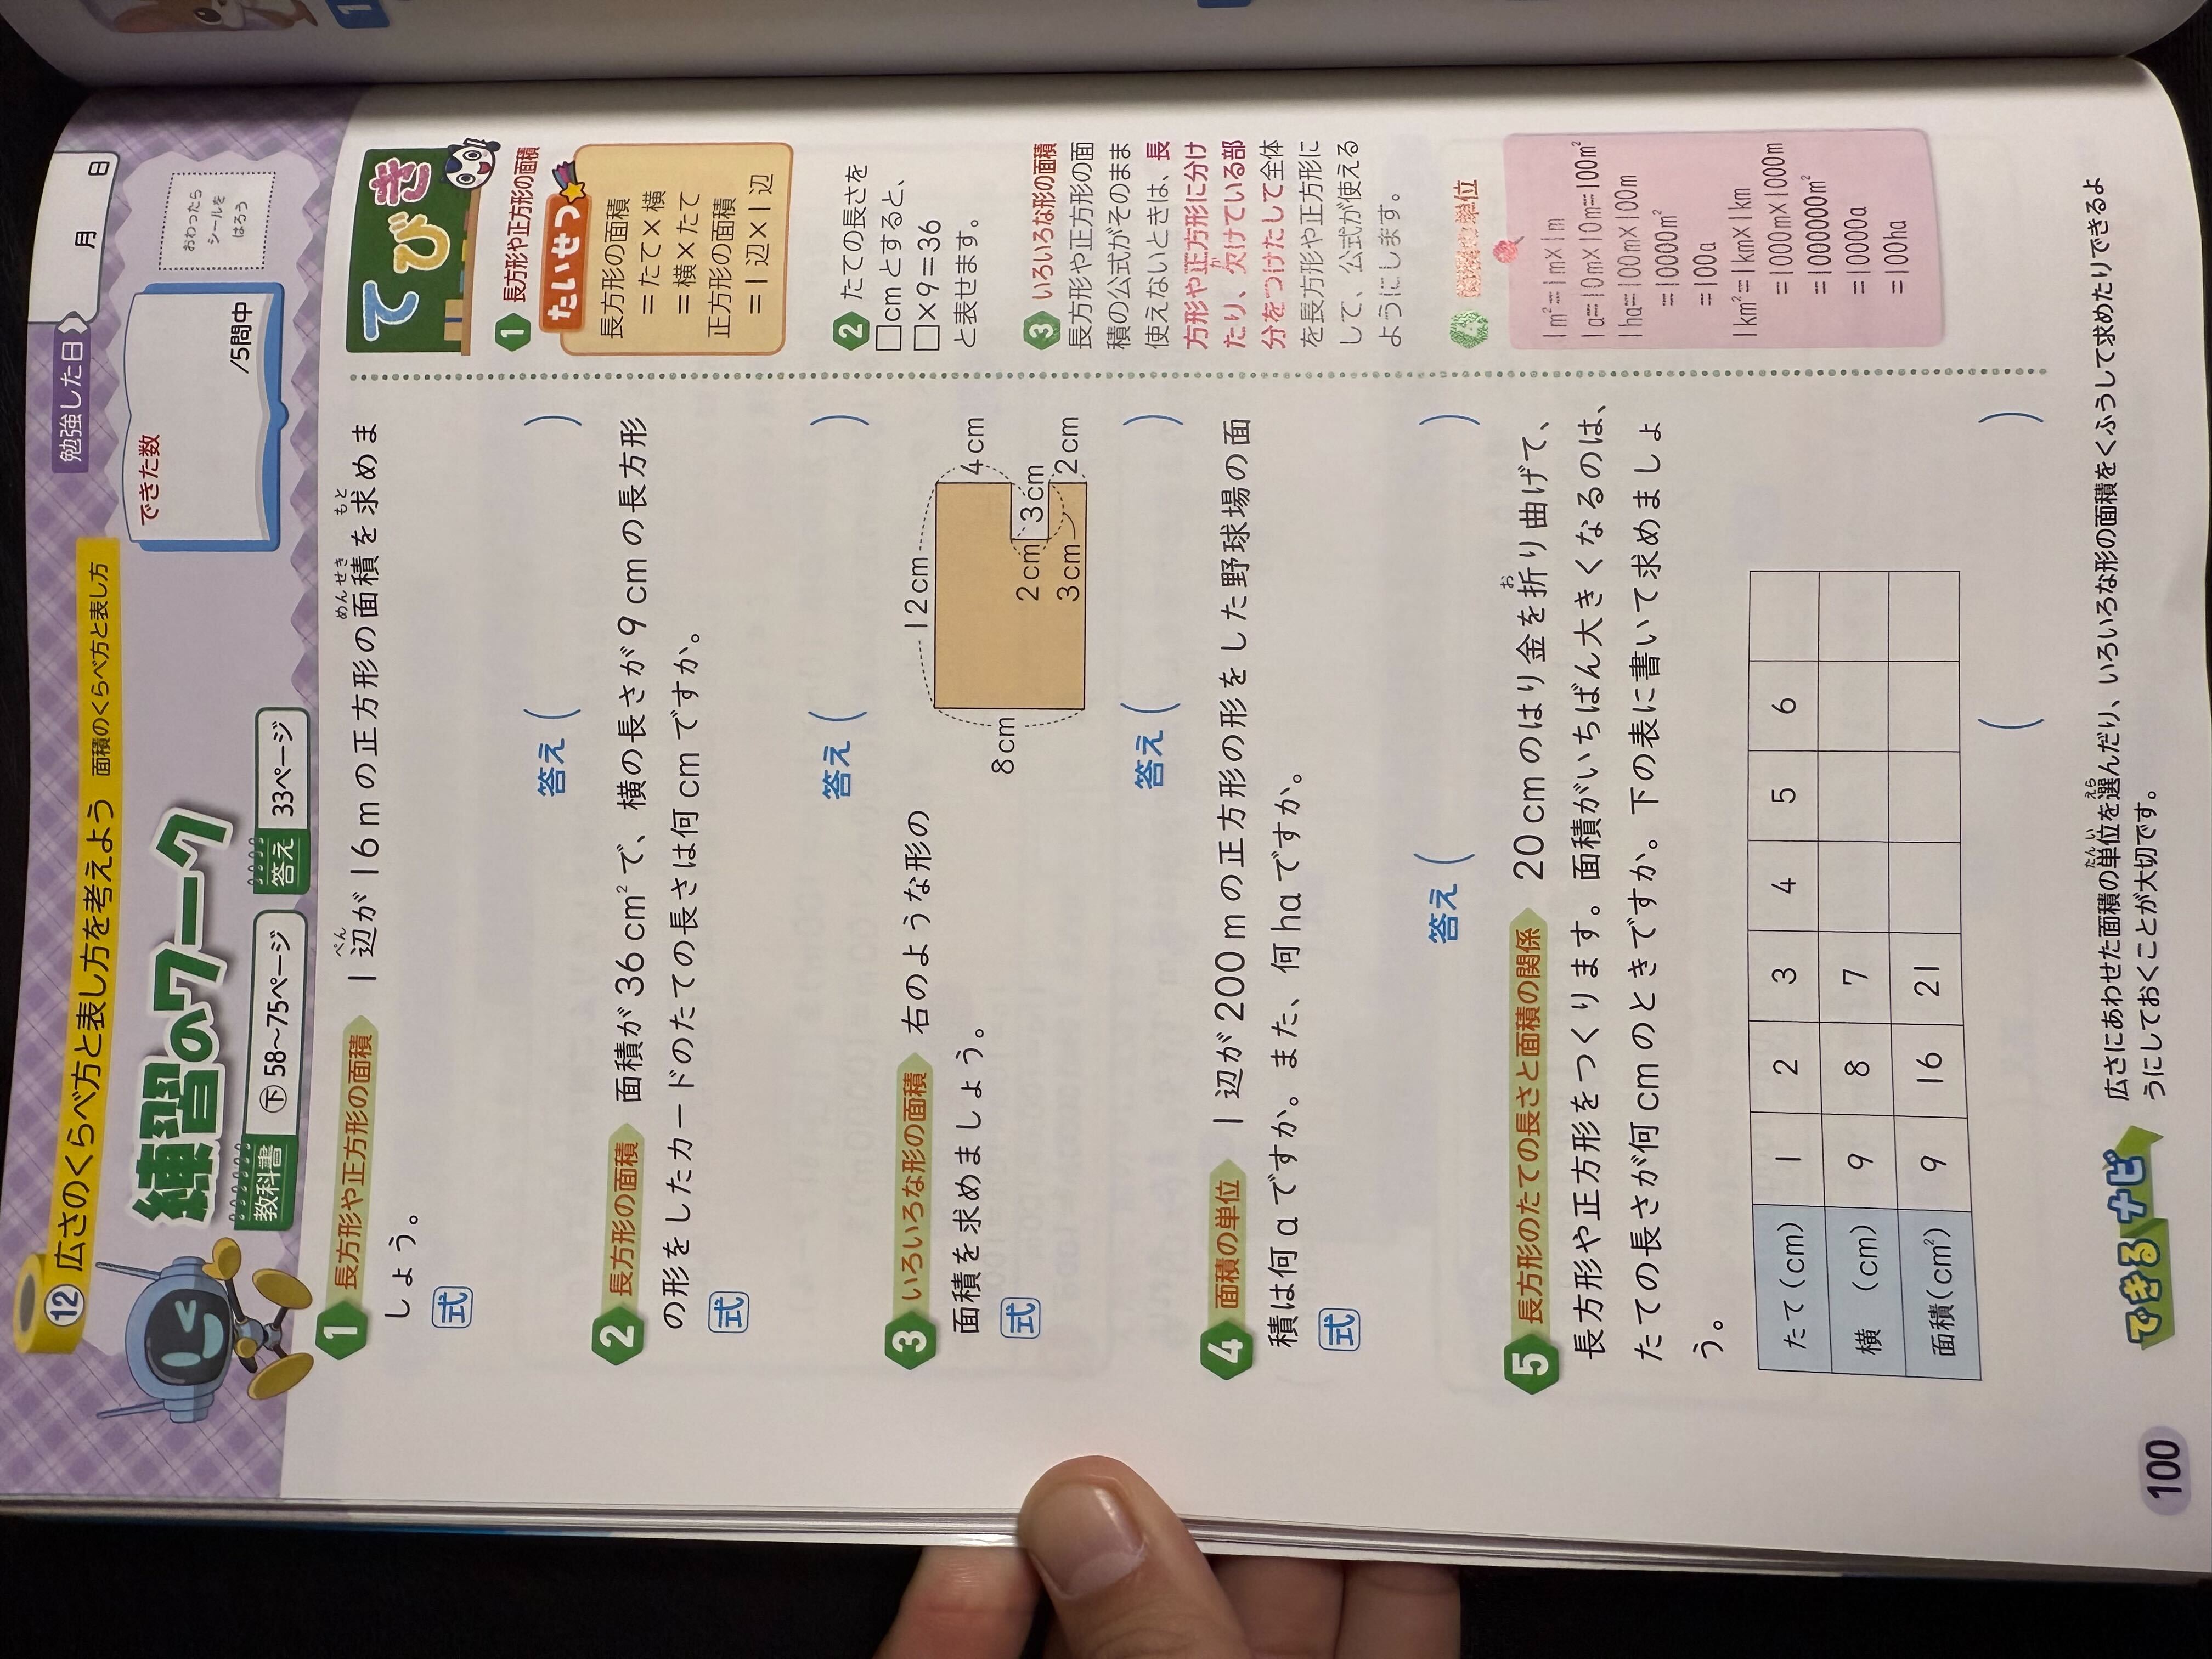 ⑫ 広さのくらべ方と表し方を考えよう 面積のくらべ方と表し方
勉強した日 月 日
練習のワーク
教科書 ㊦58〜75ページ 答え 33ページ
できた数
/5問中
おわったら
シールを
はろう
1 長方形や正方形の面積 1辺が16mの正方形の面積を求めま
しょう。
式
答え( )
2 長方形の面積 面積が36cm²で、横の長さが9cmの長方形
の形をしたカードのたての長さは何cmですか。
式
答え( )
3 いろいろな形の面積 右のような形の
面積を求めましょう。
式
12cm
4cm
8cm
3cm
2cm
2cm
3cm
答え( )
4 面積の単位 1辺が200mの正方形の形をした野球場の面
積は何aですか。また、何haですか。
式
答え( )
5 長方形のたての長さと面積の関係 20cmのはり金を折り曲げて、
長方形や正方形をつくります。面積がいちばん大きくなるのは、
たての長さが何cmのときですか。下の表に書いて求めましょ
う。
たて(cm) 1 2 3 4 5 6
横 (cm) 9 8 7
面積(cm²) 9 16 21
( )
てびき
1 長方形や正方形の面積
たいせつ
長方形の面積
=たて×横
=横×たて
正方形の面積
=1辺×1辺
2 たての長さを
□cmとすると、
□×9=36
と表せます。
3 いろいろな形の面積
長方形や正方形の面
積の公式がそのまま
使えないときは、長
方形や正方形に分け
たり、欠けている部
分をつけたして全体
を長方形や正方形に
して、公式が使える
ようにします。
単位
1m²=1m×1m
1a=10m×10m=100m²
1ha=100m×100m
=10000m²
=100a
1km²=1km×1km
=1000m×1000m
=1000000m²
=10000a
=100ha
できるナビ 広さにあわせた面積の単位を選んだり、いろいろな形の面積をくふうして求めたりできるよ
うにしておくことが大切です。
100